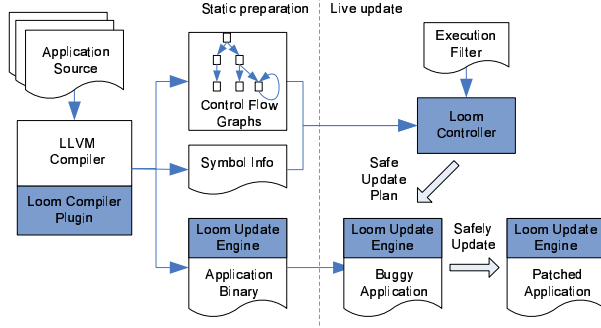 Static preparation
Live update
Application
Source
Control Flow
Graphs
Execution
Filter
LLVM
Compiler
Loom Compiler
Plugin
Symbol Info
Loom
Controller
Safe
Update
Plan
Loom Update
Engine
Application
Binary
Loom Update
Engine
Buggy
Application
Safely
Update
Loom Update
Engine
Patched
Application